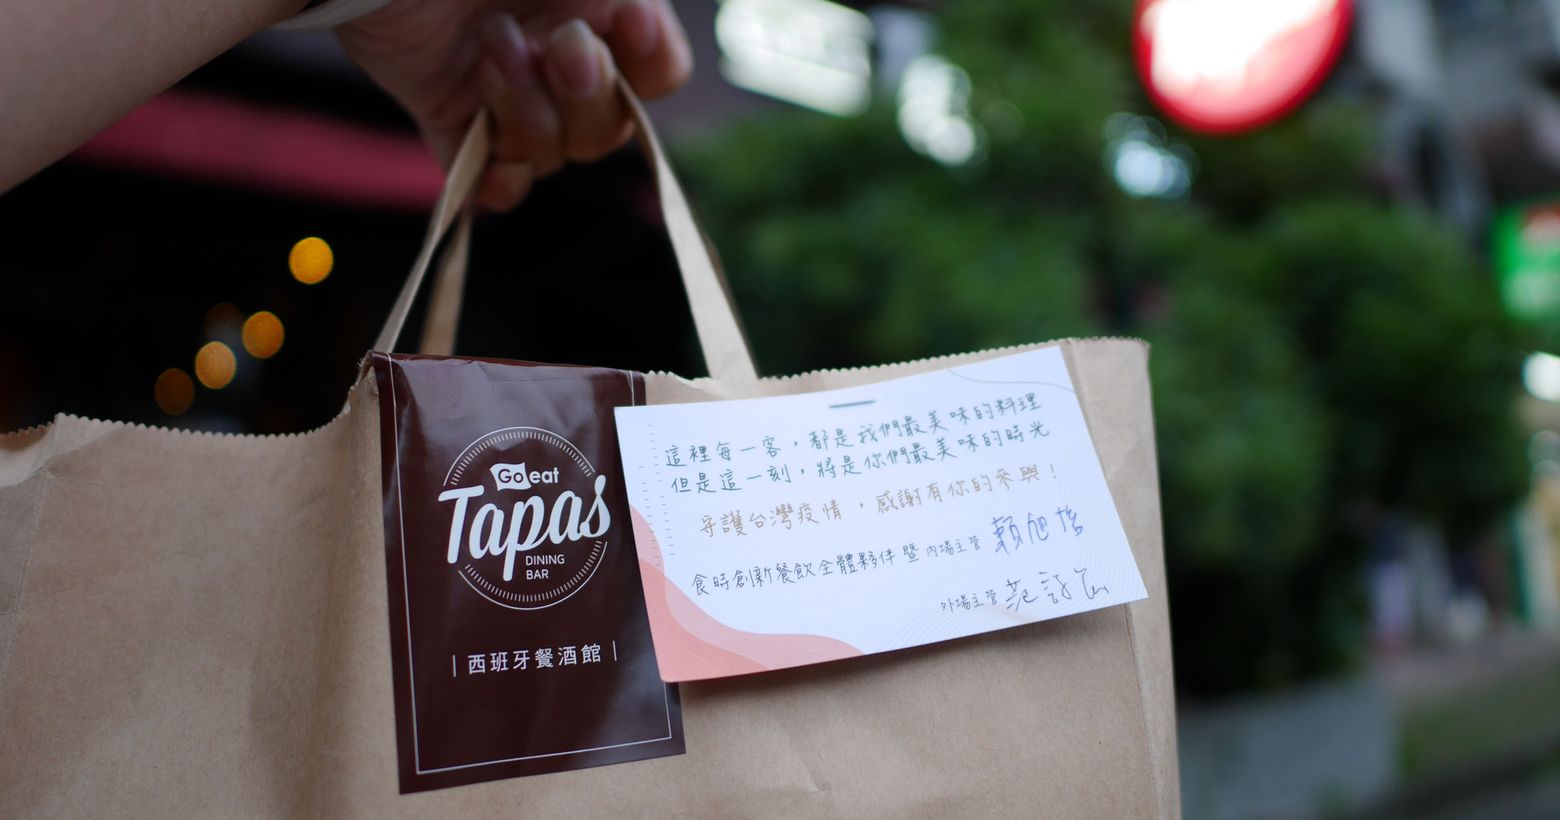 Go eat
Tapas
DINING
BAR
西班牙餐酒館
這裡每一客，都是我們最美味的料理
但是這一刻，將是你們最美味的時光
守護台灣疫情，感謝有你的參與！
食時創新餐飲全體夥伴暨 內場主管 賴旭
外場主管 范